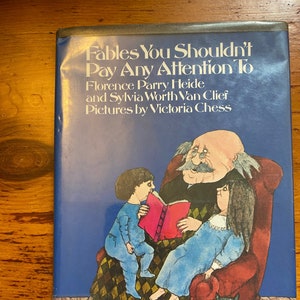 Fables You Shouldn't
Pay Any Attention To
Florence Parry Heide
and Sylvia Worth Van Clief
Pictures by Victoria Chess